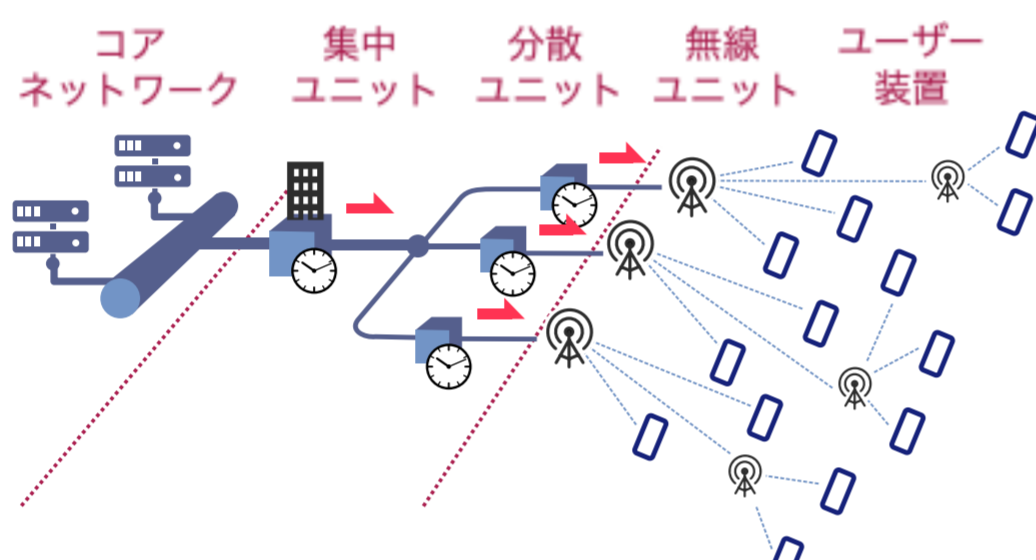 コア
ネットワーク
集中
ユニット
分散
ユニット
無線
ユニット
ユーザー
装置